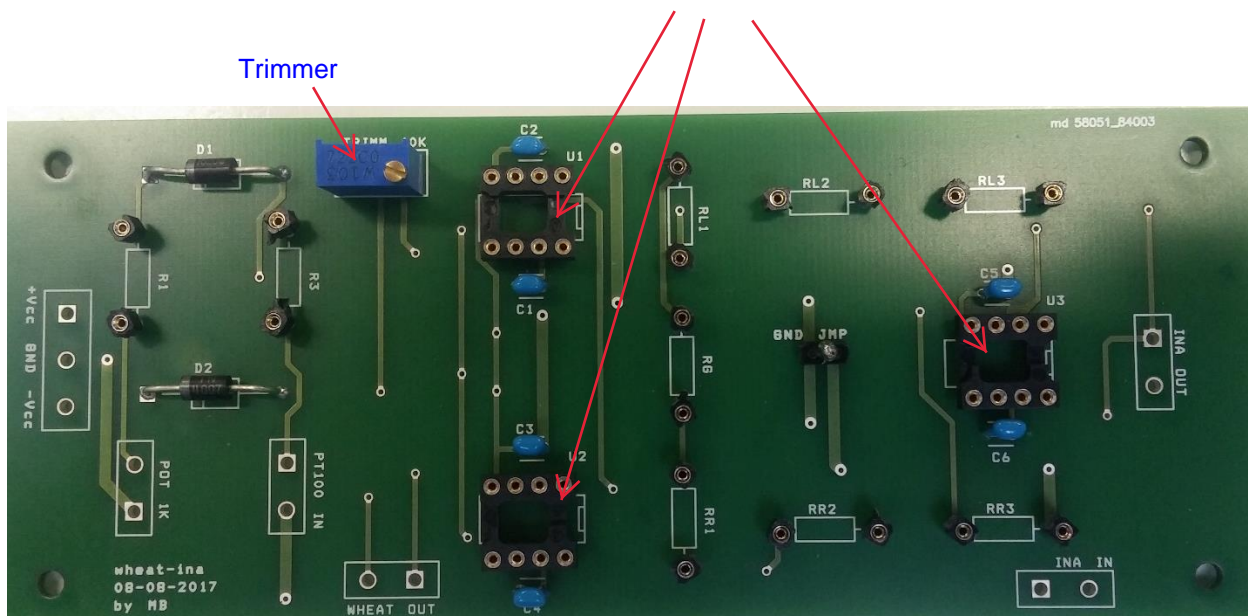 Trimmer
md 58051_84003
C2
D1
TRIMM 10K
U1
RL2
RL3
RL1
R1
R3
C5
C1
U3
+Vcc GND -Vcc
GND JMP
RG
INA OUT
D2
C3
U2
C6
POT 1K
PT100 IN
RR1
RR2
RR3
wheat-ina
08-08-2017
by MB
WHEAT OUT
C4
INA IN